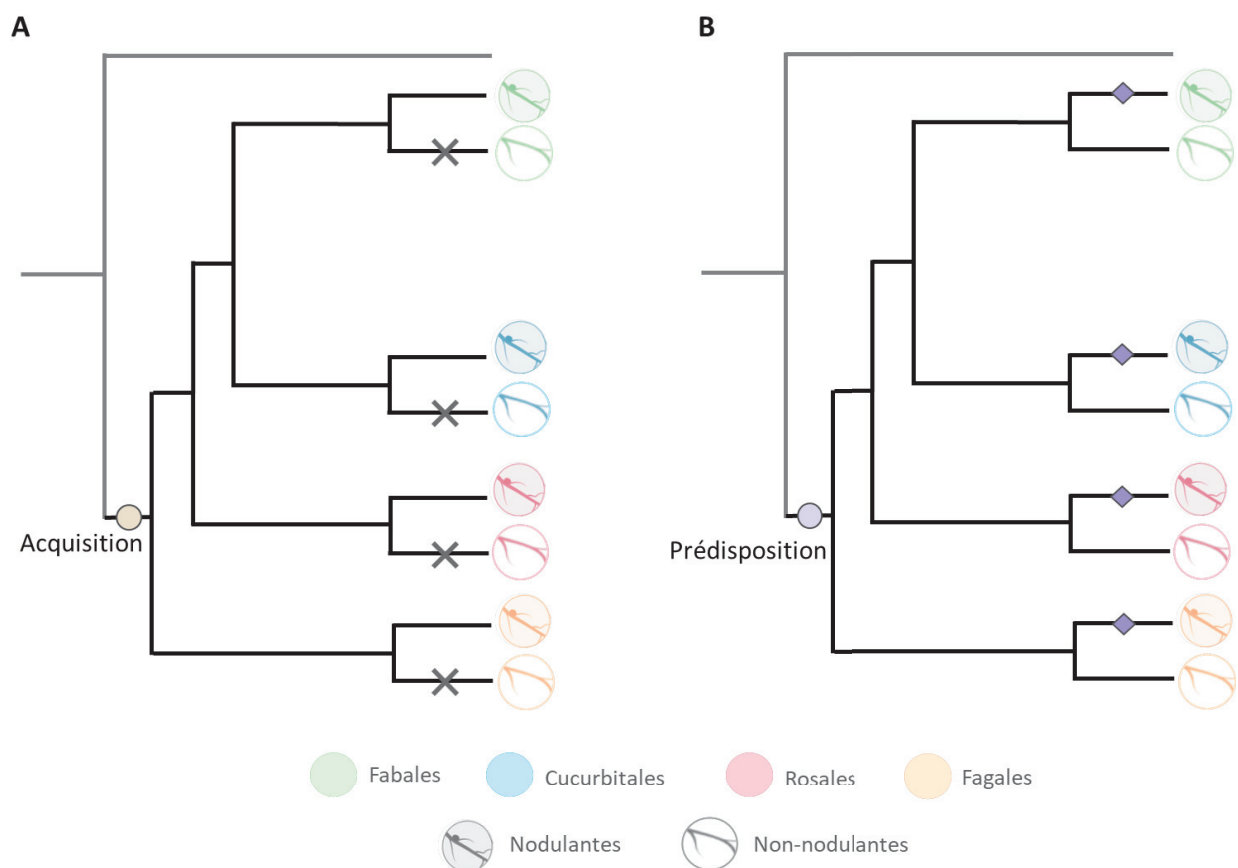 A
B
Acquisition
Prédisposition
Fabales
Cucurbitales
Rosales
Fagales
Nodulantes
Non-nodulantes